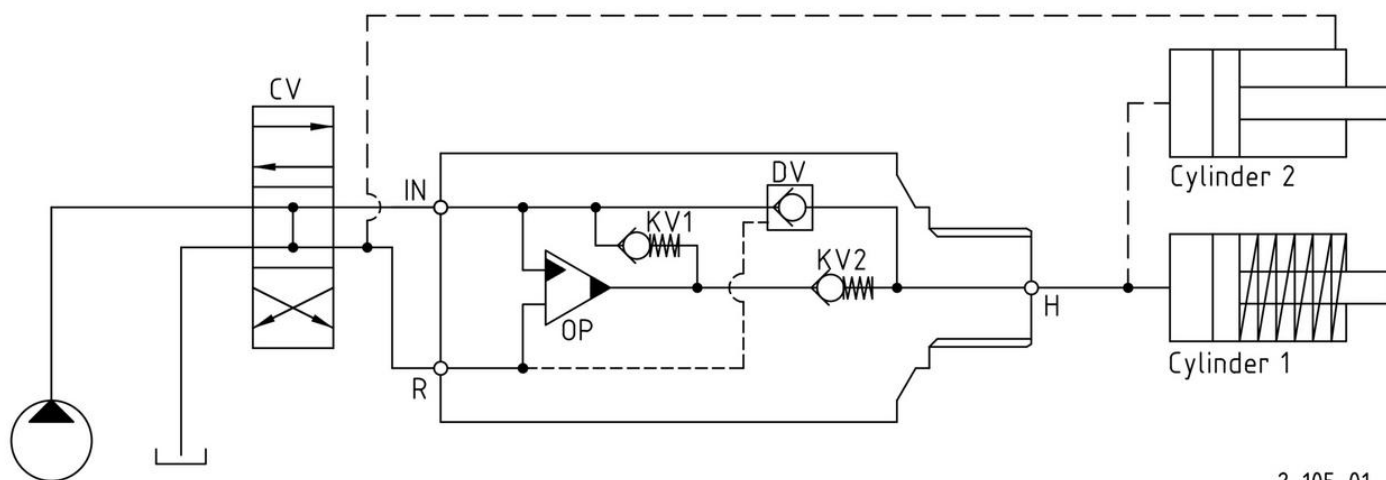 CV
IN
DV
Cylinder 2
KV1
KV2
OP
H
R
Cylinder 1